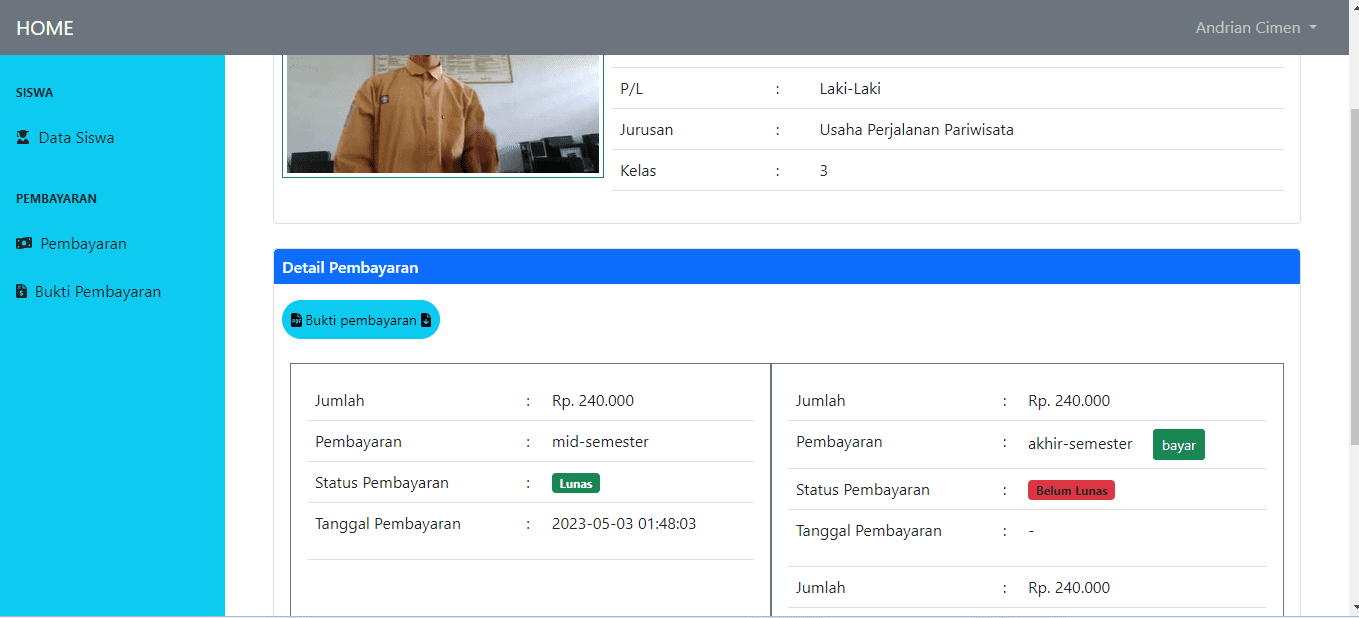 HOME
Andrian Cimen
SISWA
Data Siswa
PEMBAYARAN
Pembayaran
Bukti Pembayaran
P/L : Laki-Laki
Jurusan : Usaha Perjalanan Pariwisata
Kelas : 3
Detail Pembayaran
Bukti pembayaran
Jumlah : Rp. 240.000
Pembayaran : mid-semester
Status Pembayaran : Lunas
Tanggal Pembayaran : 2023-05-03 01:48:03
Jumlah : Rp. 240.000
Pembayaran : akhir-semester bayar
Status Pembayaran : Belum Lunas
Tanggal Pembayaran : -
Jumlah : Rp. 240.000